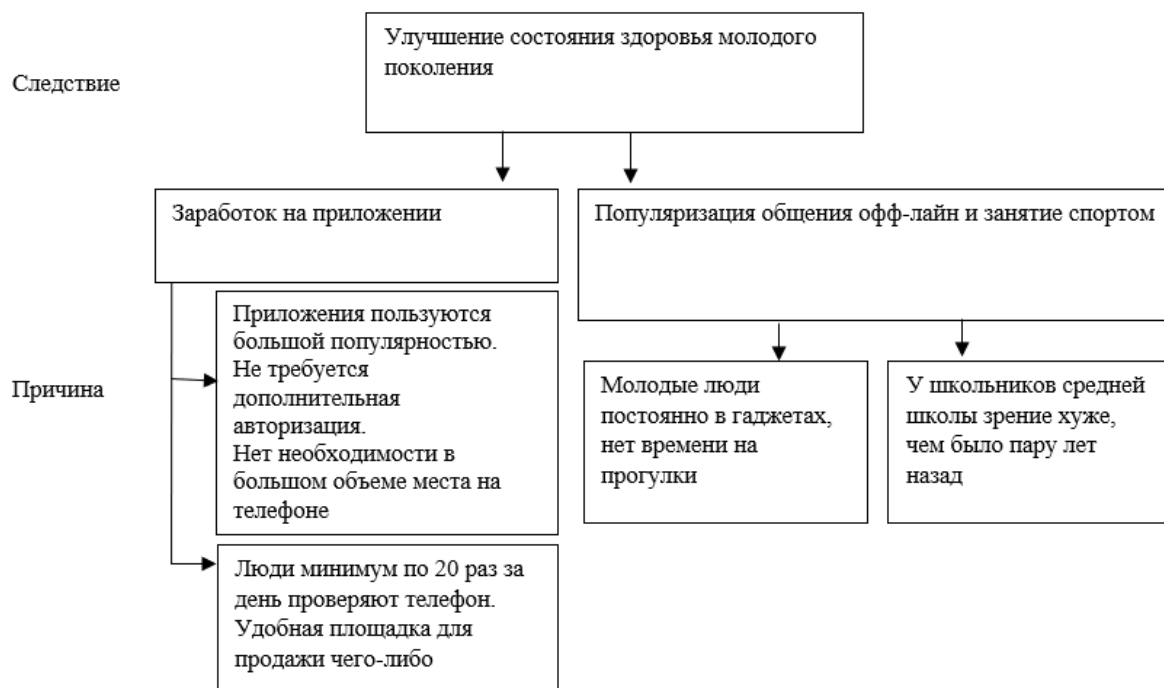 Улучшение состояния здоровья молодого
поколения
Следствие
Заработок на приложении
Популяризация общения офф-лайн и занятие спортом
Приложения пользуются
большой популярностью.
Не требуется
дополнительная
авторизация.
Нет необходимости в
большом объеме места на
телефоне
Причина
Молодые люди
постоянно в гаджетах,
нет времени на
прогулки
У школьников средней
школы зрение хуже,
чем было пару лет
назад
Люди минимум по 20 раз за
день проверяют телефон.
Удобная площадка для
продажи чего-либо